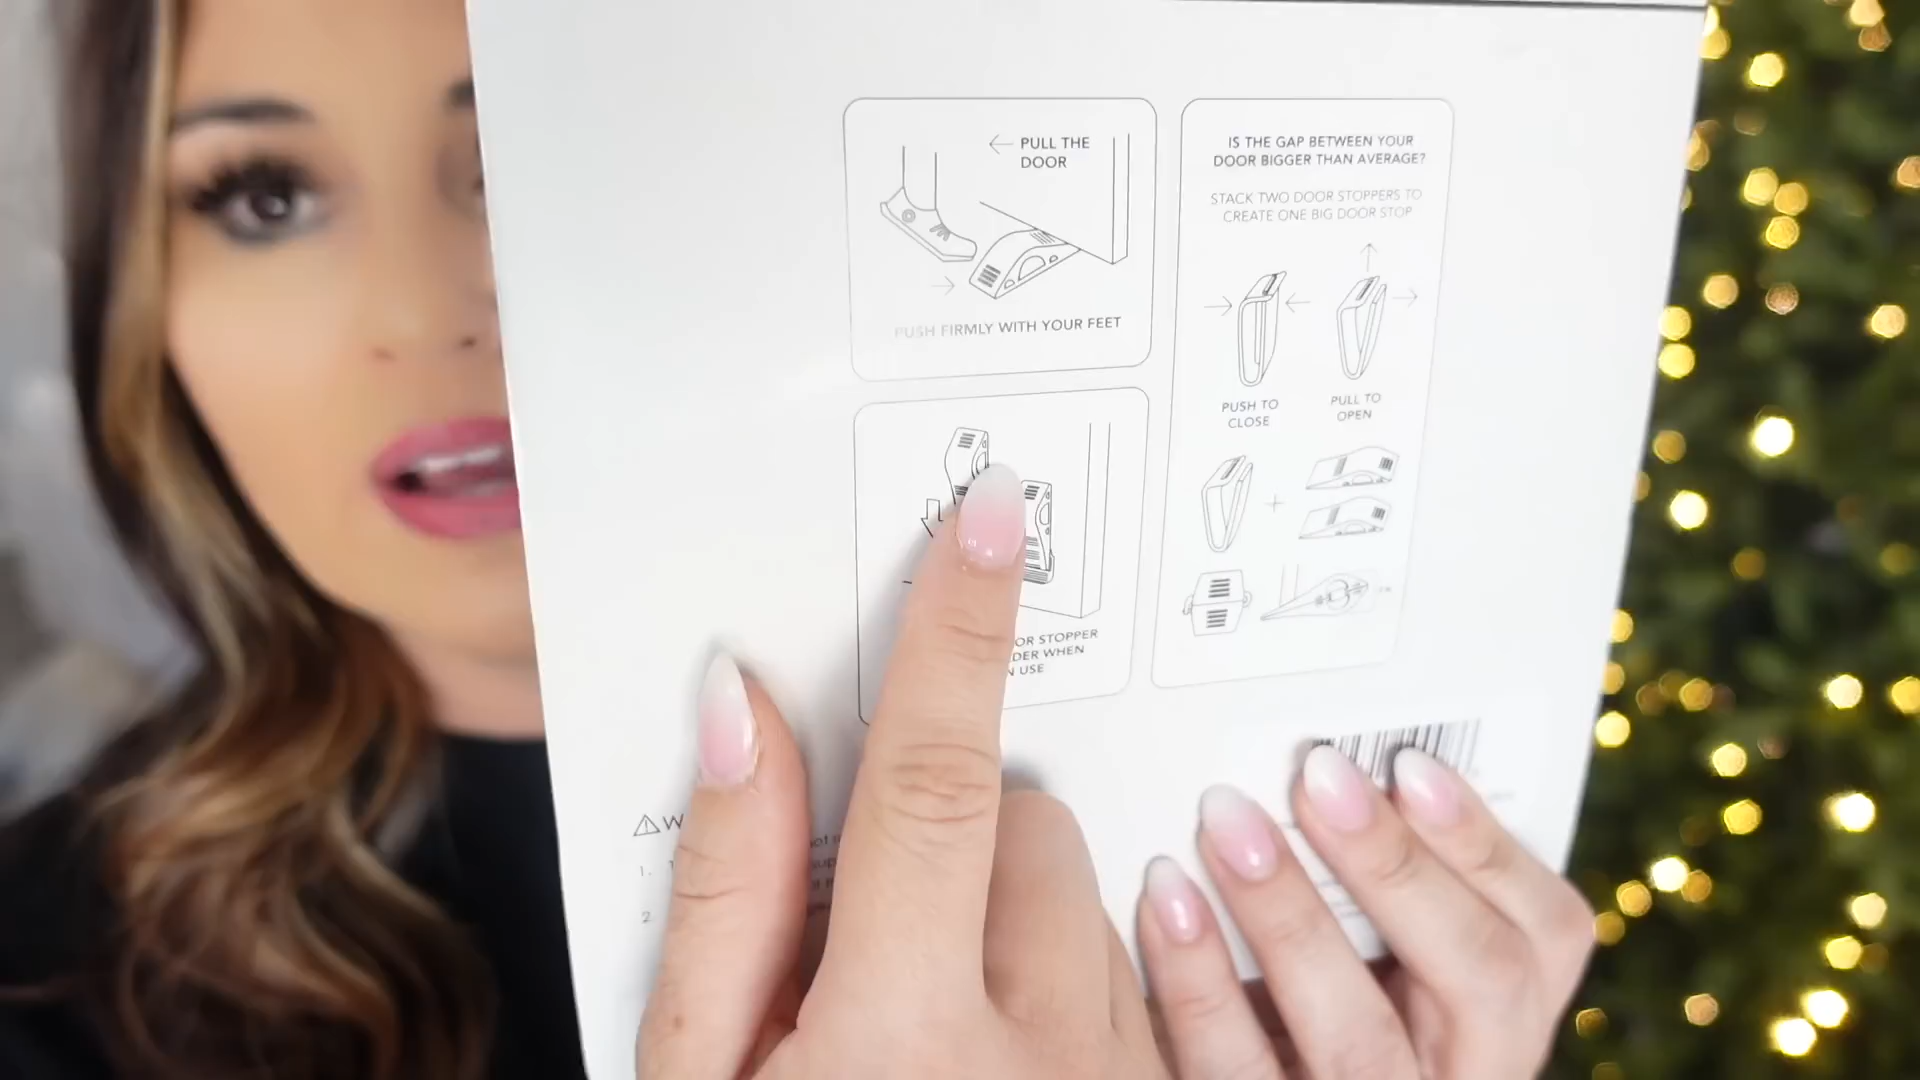 PULL THE
DOOR
PUSH FIRMLY WITH YOUR FEET
OR STOPPER
DER WHEN
N USE
IS THE GAP BETWEEN YOUR
DOOR BIGGER THAN AVERAGE?
STACK TWO DOOR STOPPERS TO
CREATE ONE BIG DOOR STOP
PUSH TO
CLOSE
PULL TO
OPEN
W
1.
2